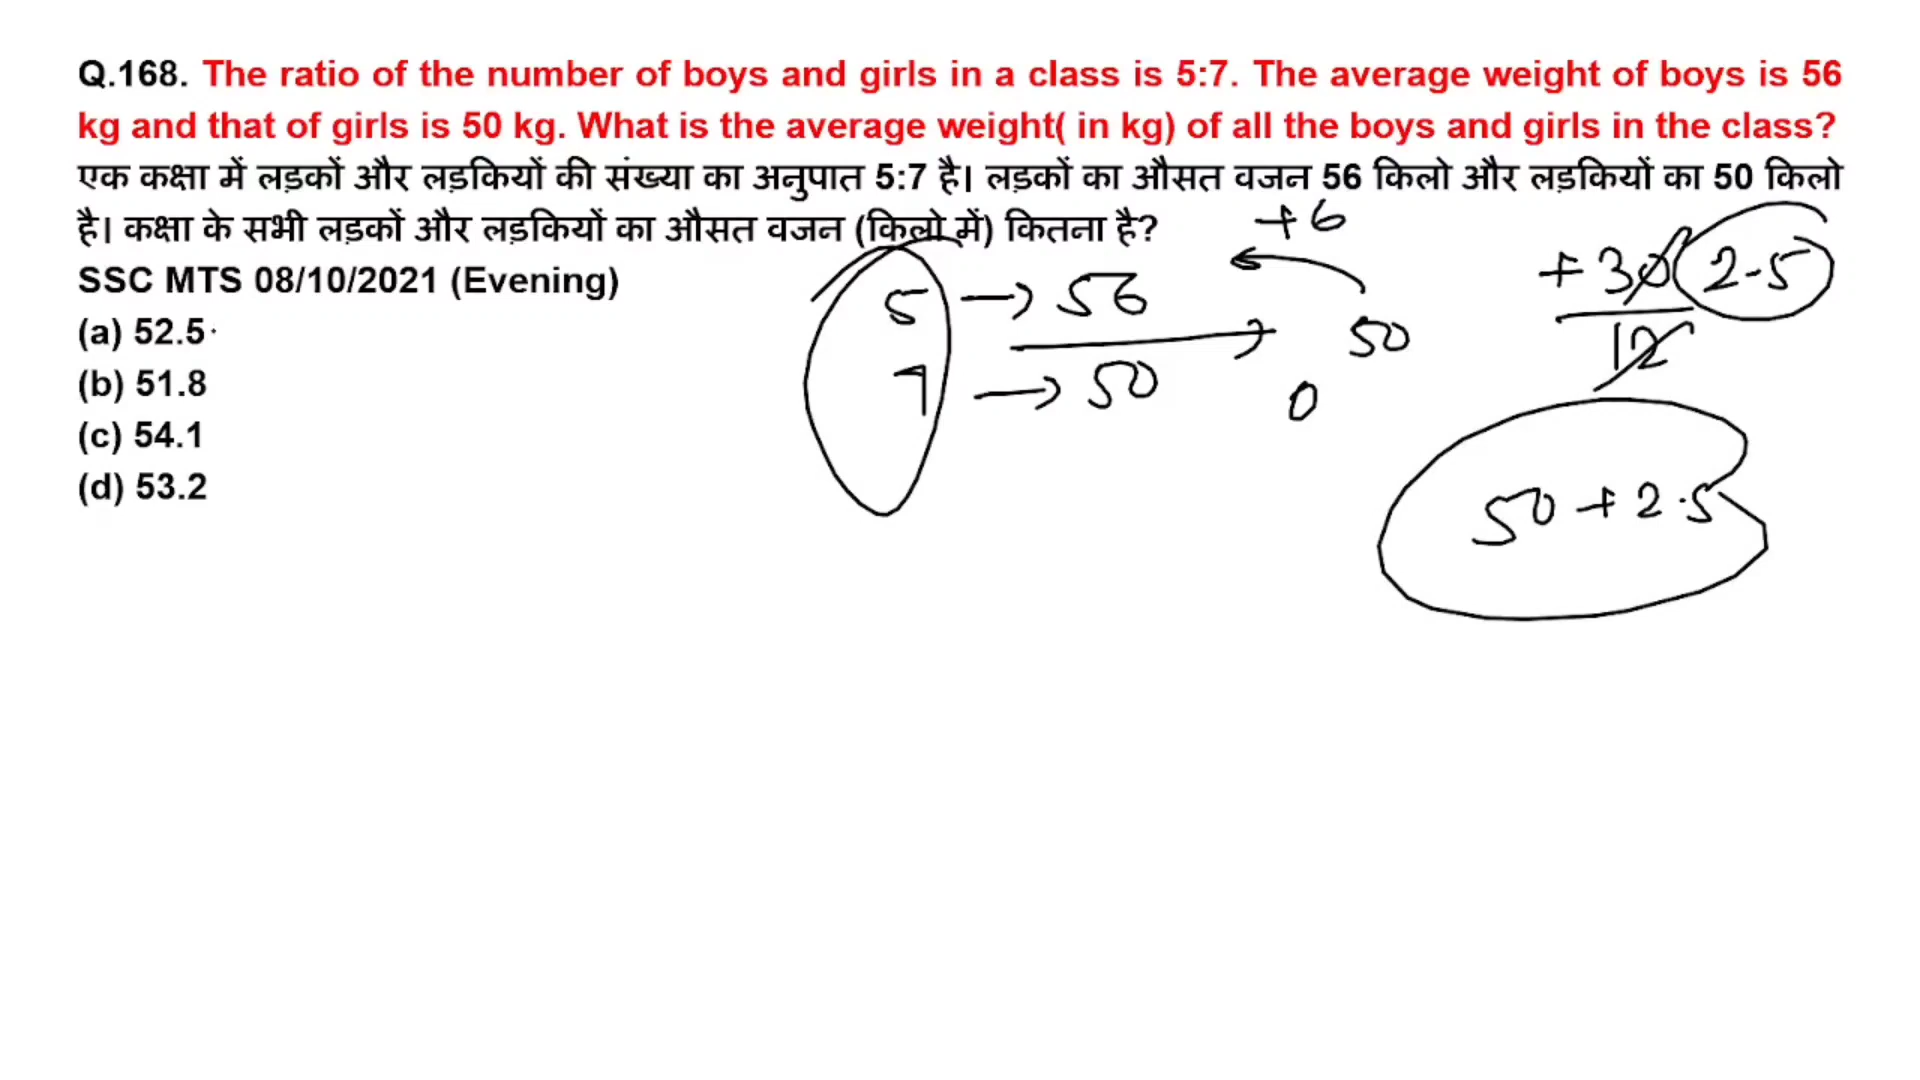 Q.168. The ratio of the number of boys and girls in a class is 5:7. The average weight of boys is 56
kg and that of girls is 50 kg. What is the average weight( in kg) of all the boys and girls in the class?
एक कक्षा में लड़कों और लड़कियों की संख्या का अनुपात 5:7 है। लड़कों का औसत वजन 56 किलो और लड़कियों का 50 किलो
है। कक्षा के सभी लड़कों और लड़कियों का औसत वजन (किलो में) कितना है?
SSC MTS 08/10/2021 (Evening)
(a) 52.5
(b) 51.8
(c) 54.1
(d) 53.2
+6
5 → 56
50
7 → 50
0
+30
12
2.5
50 + 2.5